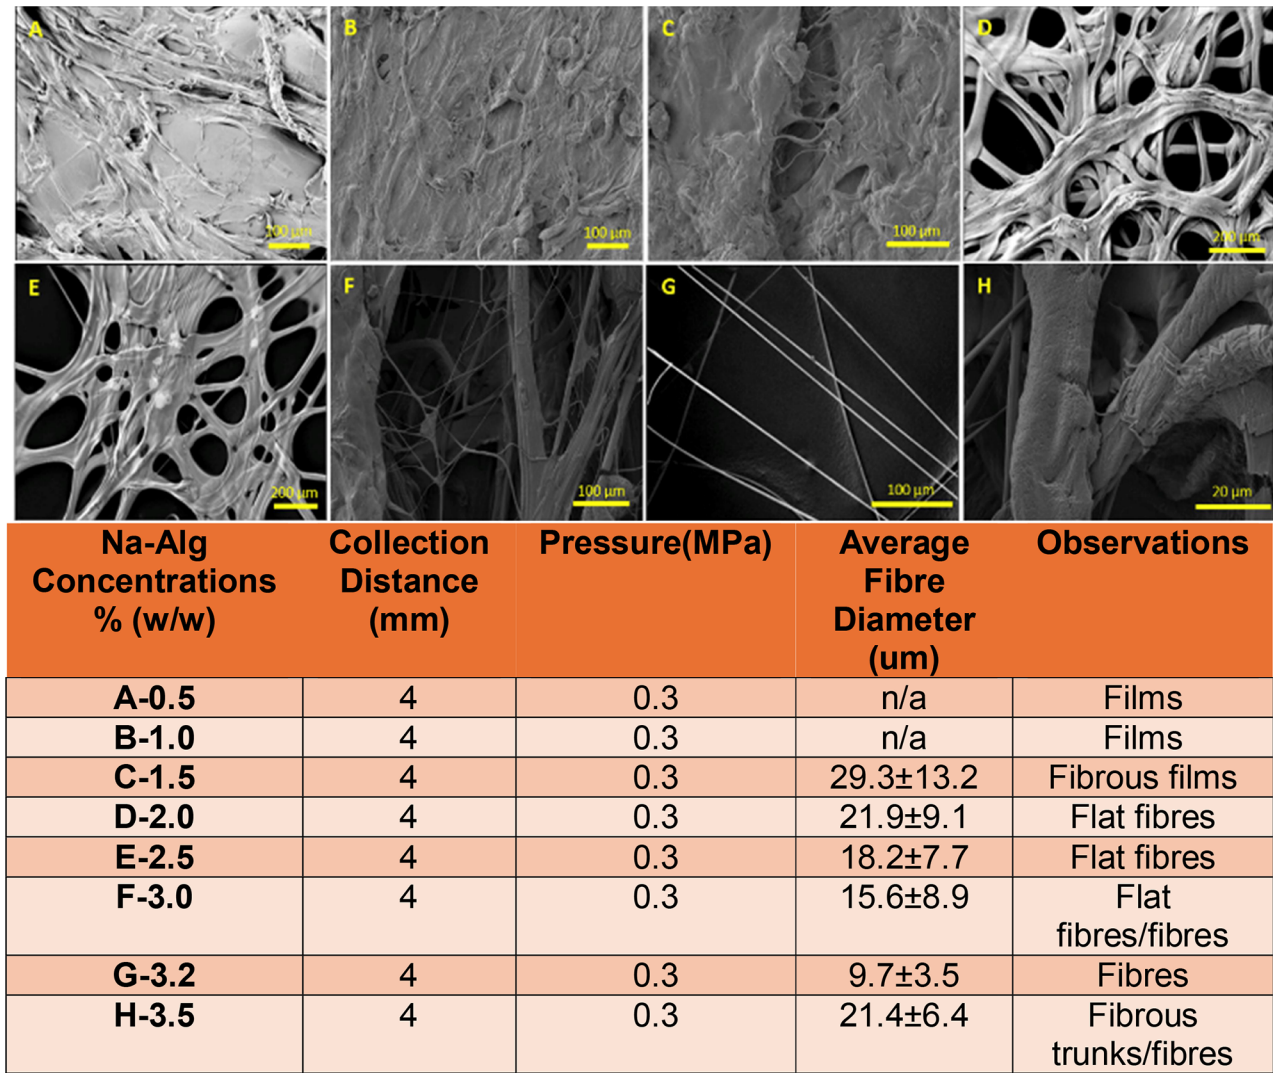 A
B
C
D
100 µm
100 µm
100 µm
200 µm
E
F
G
H
200 µm
100 µm
100 µm
20 µm
Na-Alg
Concentrations
% (w/w)
Collection
Distance
(mm)
Pressure(MPa)
Average
Fibre
Diameter
(um)
Observations
A-0.5
4
0.3
n/a
Films
B-1.0
4
0.3
n/a
Films
C-1.5
4
0.3
29.3±13.2
Fibrous films
D-2.0
4
0.3
21.9±9.1
Flat fibres
E-2.5
4
0.3
18.2±7.7
Flat fibres
F-3.0
4
0.3
15.6±8.9
Flat
fibres/fibres
G-3.2
4
0.3
9.7±3.5
Fibres
H-3.5
4
0.3
21.4±6.4
Fibrous
trunks/fibres